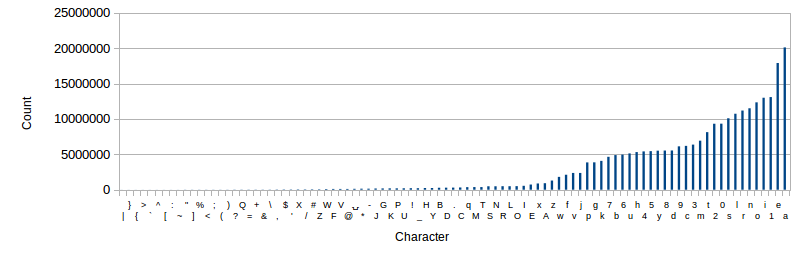 25000000
20000000
15000000
10000000
5000000
0
Count
} > ^ : " % ; ) Q + \ $ X # W V ␣ - G P ! H B . q T N L I x z f j g 7 6 h 5 8 9 3 t 0 l n i e
| { ` [ ~ ] < ( ? = & , ' / Z F @ * J K U _ Y D C M S R O E A w v p k b u 4 y d c m 2 s r o 1 a
Character